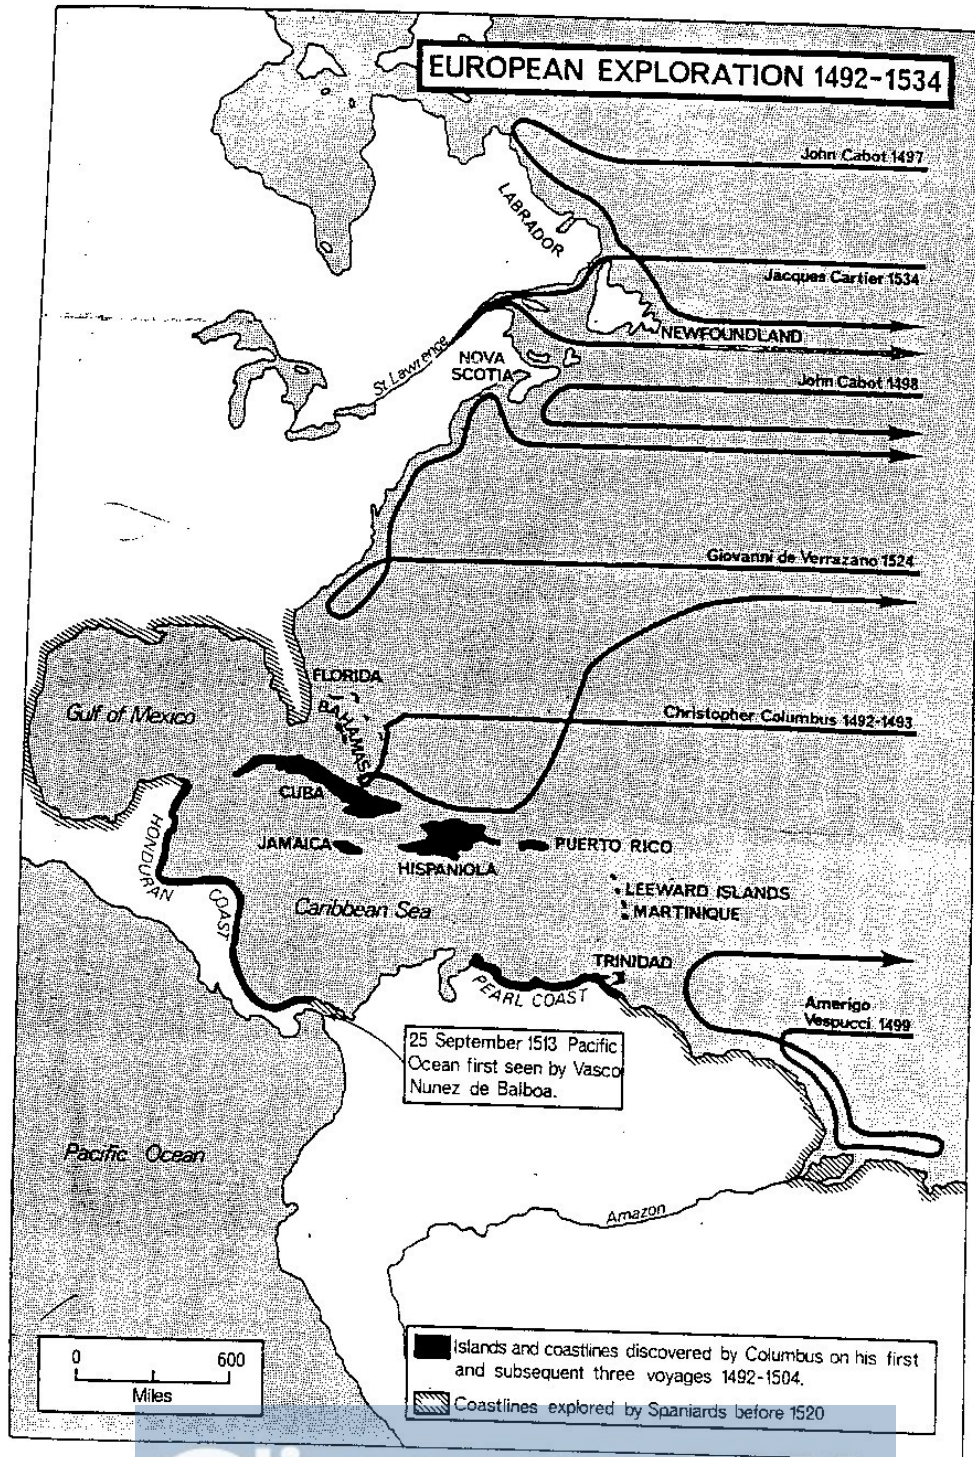 EUROPEAN EXPLORATION 1492-1534
John Cabot 1497
LABRADOR
Jacques Cartier 1534
NEWFOUNDLAND
St. Lawrence
NOVA
SCOTIA
John Cabot 1498
Giovanni de Verrazano 1524
FLORIDA
Gulf of Mexico
BAHAMAS
Christopher Columbus 1492-1493
CUBA
JAMAICA
HISPANIOLA
PUERTO RICO
HONDURAN
COAST
Caribbean Sea
LEEWARD ISLANDS
MARTINIQUE
TRINIDAD
PEARL COAST
Amerigo
Vespucci 1499
25 September 1513 Pacific
Ocean first seen by Vasco
Nunez de Balboa.
Pacific Ocean
Amazon
0 600
Miles
Islands and coastlines discovered by Columbus on his first
and subsequent three voyages 1492-1504.
Coastlines explored by Spaniards before 1520